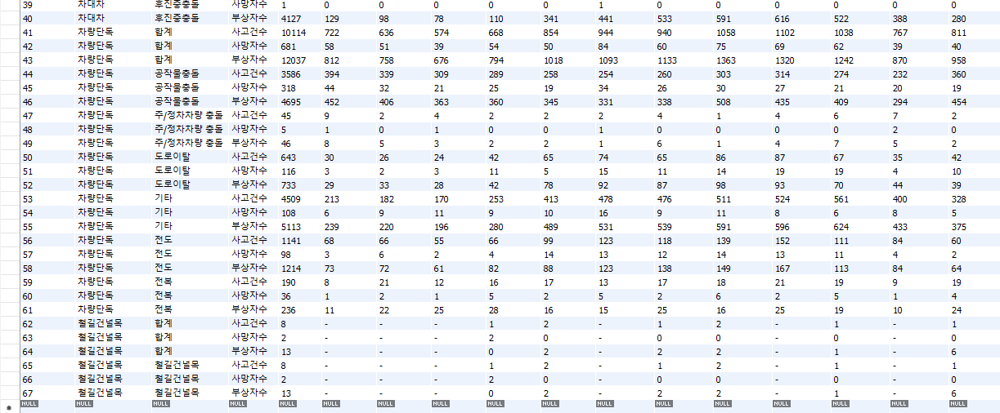 39 차대차 후진중충돌 사망자수 1 0 0 0 0 0 1 0 0 0 0 0 0
40 차대차 후진중충돌 부상자수 4127 129 98 78 110 341 441 533 591 616 522 388 280
41 차량단독 합계 사고건수 10114 722 636 574 668 854 944 940 1058 1102 1038 767 811
42 차량단독 합계 사망자수 681 58 51 39 54 50 84 60 75 69 62 39 40
43 차량단독 합계 부상자수 12037 812 758 676 794 1018 1093 1133 1363 1320 1242 870 958
44 차량단독 공작물충돌 사고건수 3586 394 339 309 289 258 254 260 303 314 274 232 360
45 차량단독 공작물충돌 사망자수 318 44 32 21 25 19 34 26 30 27 21 20 19
46 차량단독 공작물충돌 부상자수 4695 452 406 363 360 345 331 338 508 435 409 294 454
47 차량단독 주/정차차량 충돌 사고건수 45 9 2 4 2 2 2 4 1 4 6 7 2
48 차량단독 주/정차차량 충돌 사망자수 5 1 0 1 0 0 1 0 0 0 0 2 0
49 차량단독 주/정차차량 충돌 부상자수 46 8 5 3 2 2 1 6 1 4 7 5 2
50 차량단독 도로이탈 사고건수 643 30 26 24 42 65 74 65 86 87 67 35 42
51 차량단독 도로이탈 사망자수 116 3 2 3 11 5 15 11 14 19 19 4 10
52 차량단독 도로이탈 부상자수 733 29 33 28 42 78 92 87 98 93 70 44 39
53 차량단독 기타 사고건수 4509 213 182 170 253 413 478 476 511 524 561 400 328
54 차량단독 기타 사망자수 108 6 9 11 9 10 16 9 11 8 6 8 5
55 차량단독 기타 부상자수 5113 239 220 196 280 489 531 539 591 596 624 433 375
56 차량단독 전도 사고건수 1141 68 66 55 66 99 123 118 139 152 111 84 60
57 차량단독 전도 사망자수 98 3 6 2 4 14 13 12 14 13 11 4 2
58 차량단독 전도 부상자수 1214 73 72 61 82 88 123 138 149 167 113 84 64
59 차량단독 전복 사고건수 190 8 21 12 16 17 13 17 18 21 19 9 19
60 차량단독 전복 사망자수 36 1 2 1 5 2 5 2 6 2 5 1 4
61 차량단독 전복 부상자수 236 11 22 25 28 16 15 25 16 25 19 10 24
62 철길건널목 합계 사고건수 8 - - - 1 2 - 1 2 - 1 - 1
63 철길건널목 합계 사망자수 2 - - - 2 0 - 0 0 - 0 - 0
64 철길건널목 합계 부상자수 13 - - - 0 2 - 2 2 - 1 - 6
65 철길건널목 철길건널목 사고건수 8 - - - 1 2 - 1 2 - 1 - 1
66 철길건널목 철길건널목 사망자수 2 - - - 2 0 - 0 0 - 0 - 0
67 철길건널목 철길건널목 부상자수 13 - - - 0 2 - 2 2 - 1 - 6
NULL NULL NULL NULL NULL NULL NULL NULL NULL NULL NULL NULL NULL NULL NULL NULL NULL